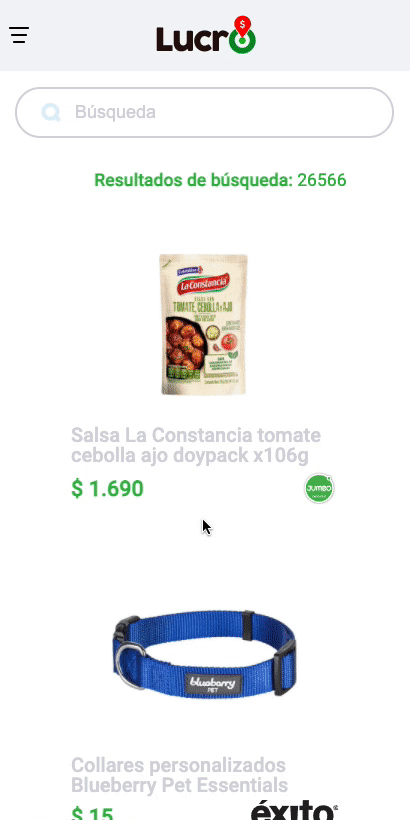 Lucro
$
Búsqueda
Resultados de búsqueda: 26566
Colombina
La Constancia
TOMATE, CEBOLLA Y AJO
Salsa La Constancia tomate
cebolla ajo doypack x106g
$ 1.690
JUMBO
blueberry
PET
Collares personalizados
Blueberry Pet Essentials
$ 15
éxito